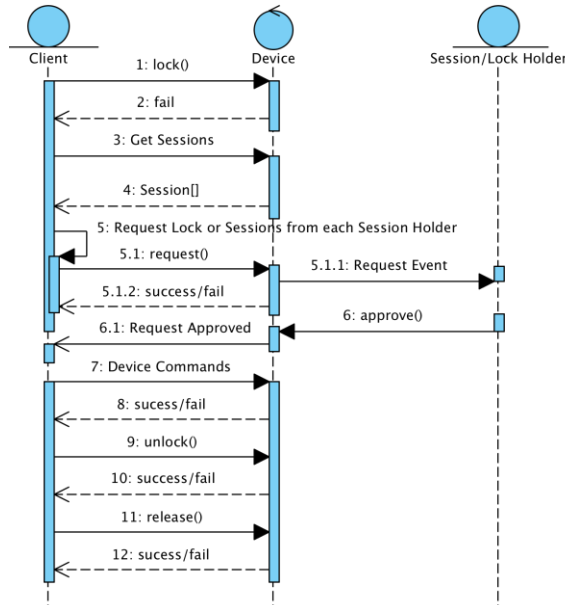 Client
Device
Session/Lock Holder
1: lock()
2: fail
3: Get Sessions
4: Session[]
5: Request Lock or Sessions from each Session Holder
5.1: request()
5.1.1: Request Event
5.1.2: success/fail
6: approve()
6.1: Request Approved
7: Device Commands
8: sucess/fail
9: unlock()
10: success/fail
11: release()
12: sucess/fail